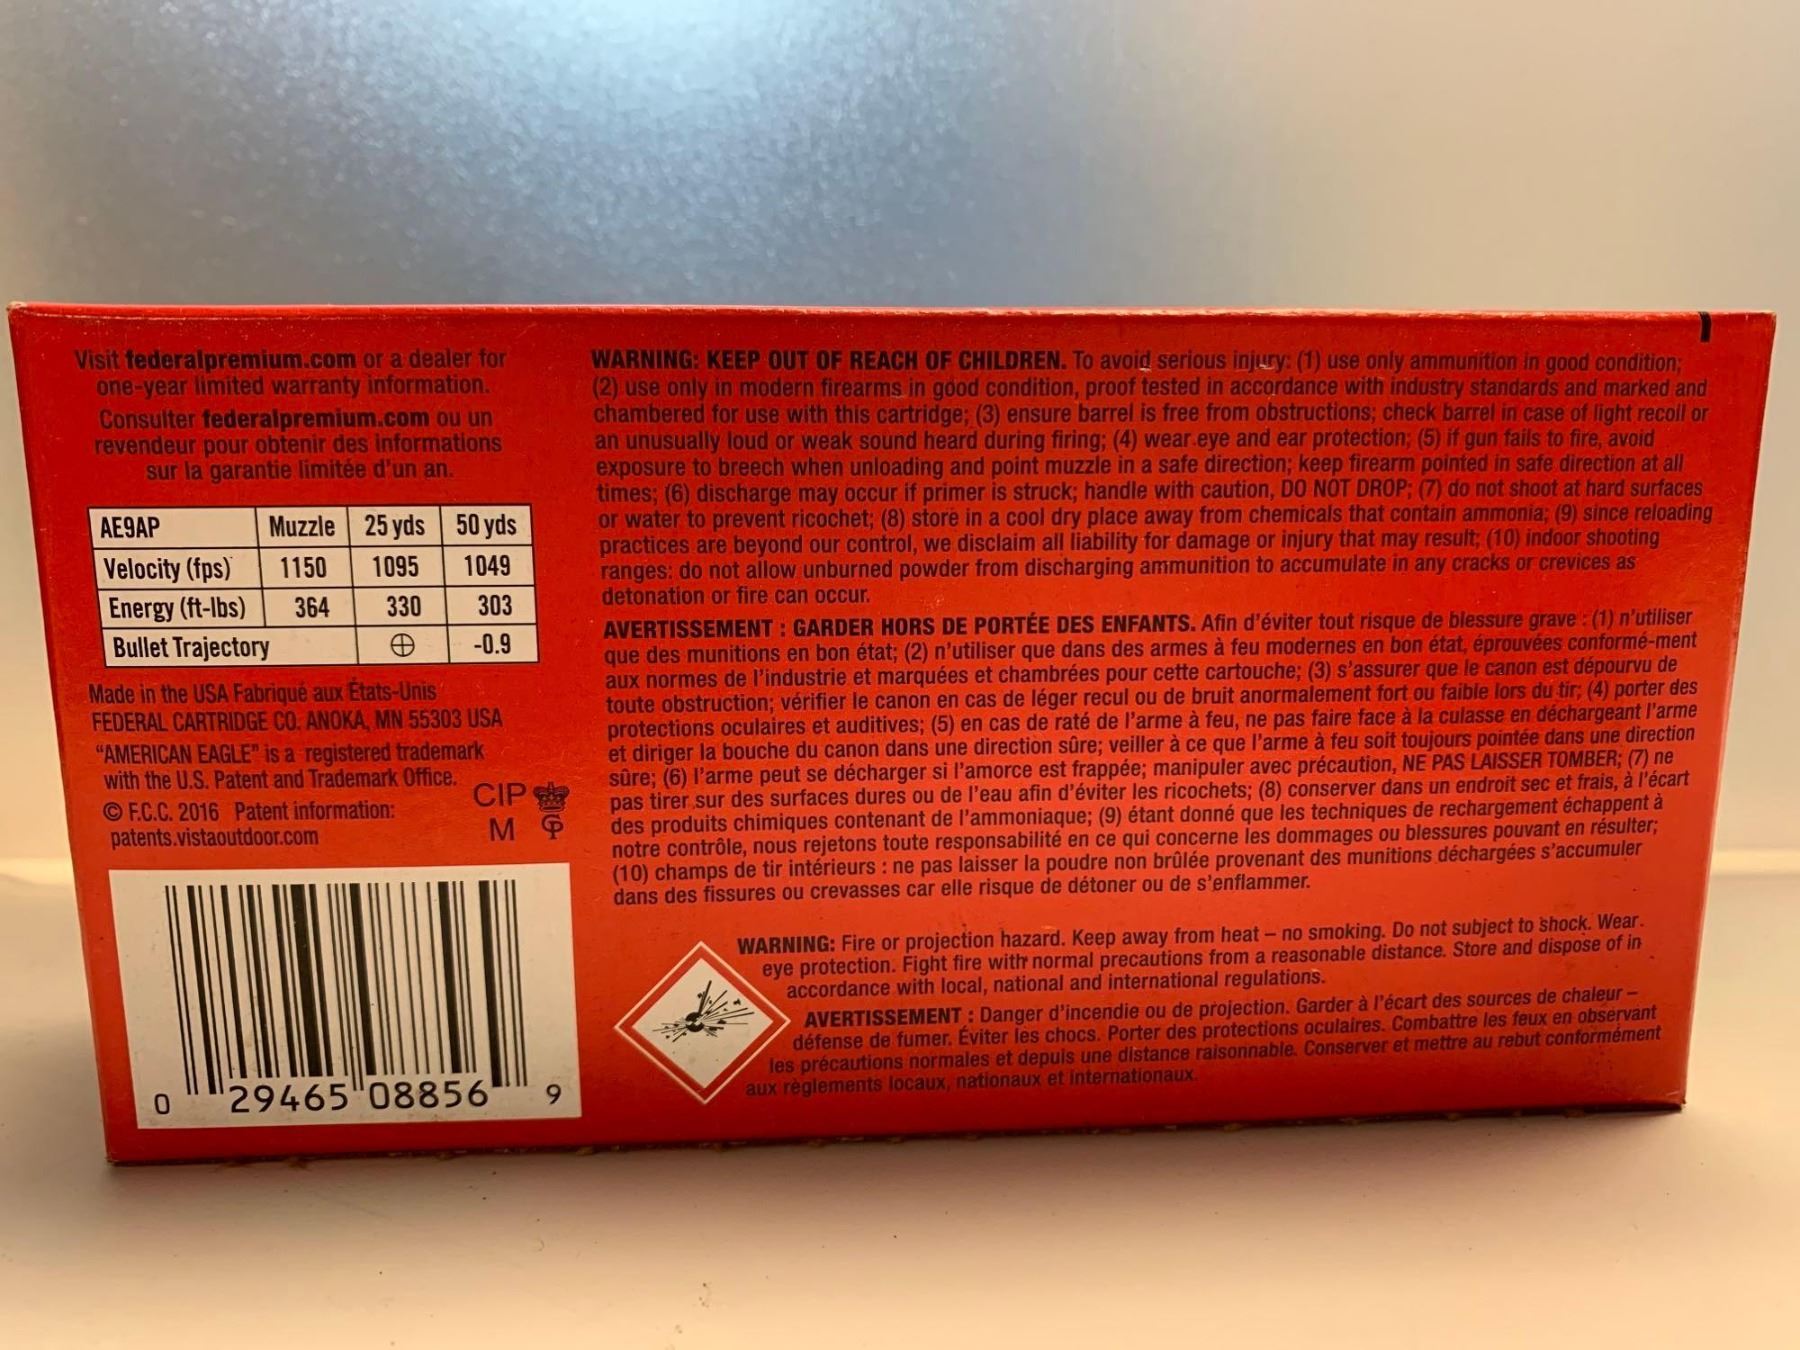 Visit federalpremium.com or a dealer for
one-year limited warranty information.
Consulter federalpremium.com ou un
revendeur pour obtenir des informations
sur la garantie limitée d'un an.
AE9AP Muzzle 25 yds 50 yds
Velocity (fps) 1150 1095 1049
Energy (ft-lbs) 364 330 303
Bullet Trajectory ⊕ -0.9
Made in the USA Fabriqué aux États-Unis
FEDERAL CARTRIDGE CO. ANOKA, MN 55303 USA
"AMERICAN EAGLE" is a registered trademark
with the U.S. Patent and Trademark Office.
© F.C.C. 2016 Patent information:
patents.vistaoutdoor.com
CIP
M CP
0 29465 08856 9
WARNING: KEEP OUT OF REACH OF CHILDREN. To avoid serious injury: (1) use only ammunition in good condition;
(2) use only in modern firearms in good condition, proof tested in accordance with industry standards and marked and
chambered for use with this cartridge; (3) ensure barrel is free from obstructions; check barrel in case of light recoil or
an unusually loud or weak sound heard during firing; (4) wear eye and ear protection; (5) if gun fails to fire, avoid
exposure to breech when unloading and point muzzle in a safe direction; keep firearm pointed in safe direction at all
times; (6) discharge may occur if primer is struck; handle with caution, DO NOT DROP; (7) do not shoot at hard surfaces
or water to prevent ricochet; (8) store in a cool dry place away from chemicals that contain ammonia; (9) since reloading
practices are beyond our control, we disclaim all liability for damage or injury that may result; (10) indoor shooting
ranges: do not allow unburned powder from discharging ammunition to accumulate in any cracks or crevices as
detonation or fire can occur.
AVERTISSEMENT : GARDER HORS DE PORTÉE DES ENFANTS. Afin d'éviter tout risque de blessure grave : (1) n'utiliser
que des munitions en bon état; (2) n'utiliser que dans des armes à feu modernes en bon état, éprouvées conformé-ment
aux normes de l'industrie et marquées et chambrées pour cette cartouche; (3) s'assurer que le canon est dépourvu de
toute obstruction; vérifier le canon en cas de léger recul ou de bruit anormalement fort ou faible lors du tir; (4) porter des
protections oculaires et auditives; (5) en cas de raté de l'arme à feu, ne pas faire face à la culasse en déchargeant l'arme
et diriger la bouche du canon dans une direction sûre; veiller à ce que l'arme à feu soit toujours pointée dans une direction
sûre; (6) l'arme peut se décharger si l'amorce est frappée; manipuler avec précaution, NE PAS LAISSER TOMBER; (7) ne
pas tirer sur des surfaces dures ou de l'eau afin d'éviter les ricochets; (8) conserver dans un endroit sec et frais, à l'écart
des produits chimiques contenant de l'ammoniaque; (9) étant donné que les techniques de rechargement échappent à
notre contrôle, nous rejetons toute responsabilité en ce qui concerne les dommages ou blessures pouvant en résulter;
(10) champs de tir intérieurs : ne pas laisser la poudre non brûlée provenant des munitions déchargées s'accumuler
dans des fissures ou crevasses car elle risque de détoner ou de s'enflammer.
WARNING: Fire or projection hazard. Keep away from heat – no smoking. Do not subject to shock. Wear
eye protection. Fight fire with normal precautions from a reasonable distance. Store and dispose of in
accordance with local, national and international regulations.
AVERTISSEMENT : Danger d'incendie ou de projection. Garder à l'écart des sources de chaleur –
défense de fumer. Éviter les chocs. Porter des protections oculaires. Combattre les feux en observant
les précautions normales et depuis une distance raisonnable. Conserver et mettre au rebut conformément
aux règlements locaux, nationaux et internationaux.